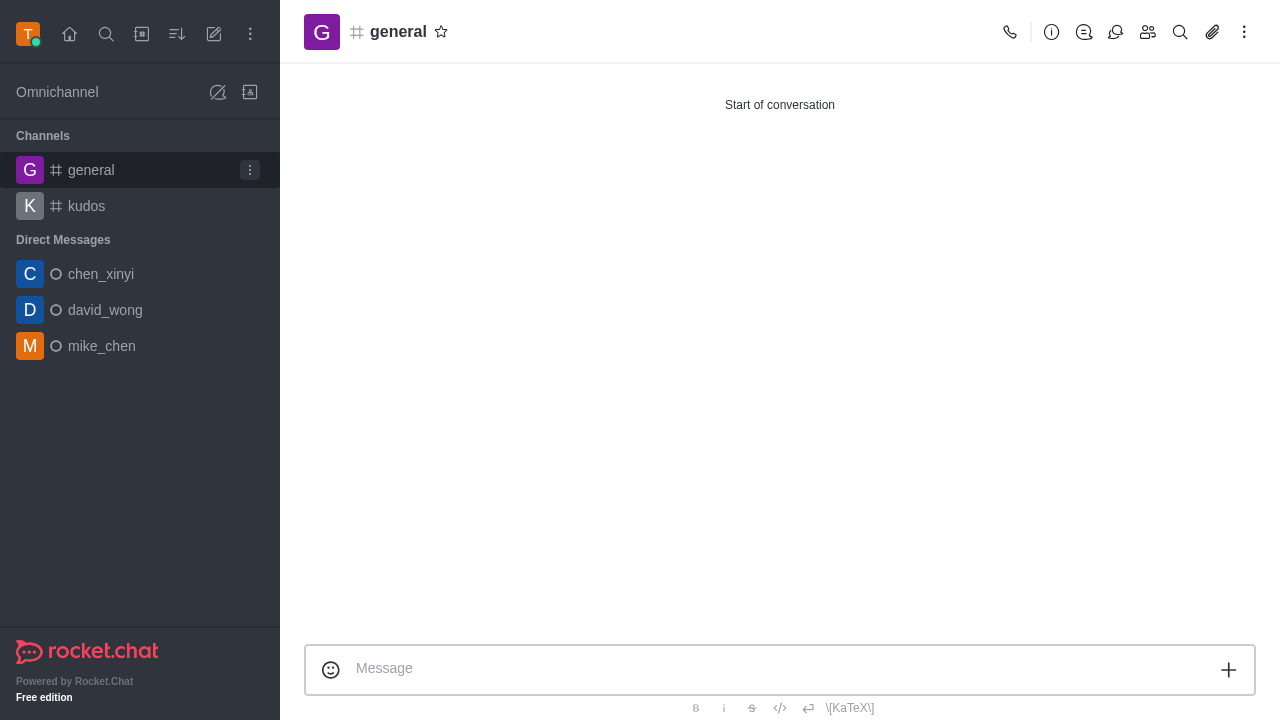 T
Omnichannel
Channels
G general
K kudos
Direct Messages
C chen_xinyi
D david_wong
M mike_chen
rocket.chat
Powered by Rocket.Chat
Free edition
G general
Start of conversation
Message
B i S \[KaTeX\]